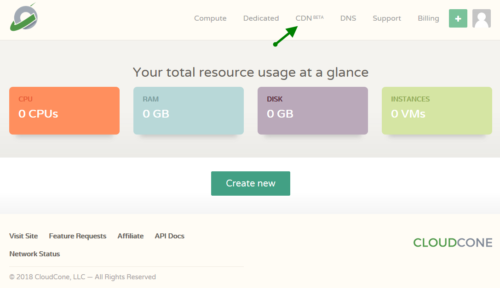 Compute Dedicated CDN BETA DNS Support Billing +
Your total resource usage at a glance
CPU RAM DISK INSTANCES
0 CPUs 0 GB 0 GB 0 VMs
Create new
Visit Site Feature Requests Affiliate API Docs
CLOUDCONE
Network Status
© 2018 CloudCone, LLC — All Rights Reserved